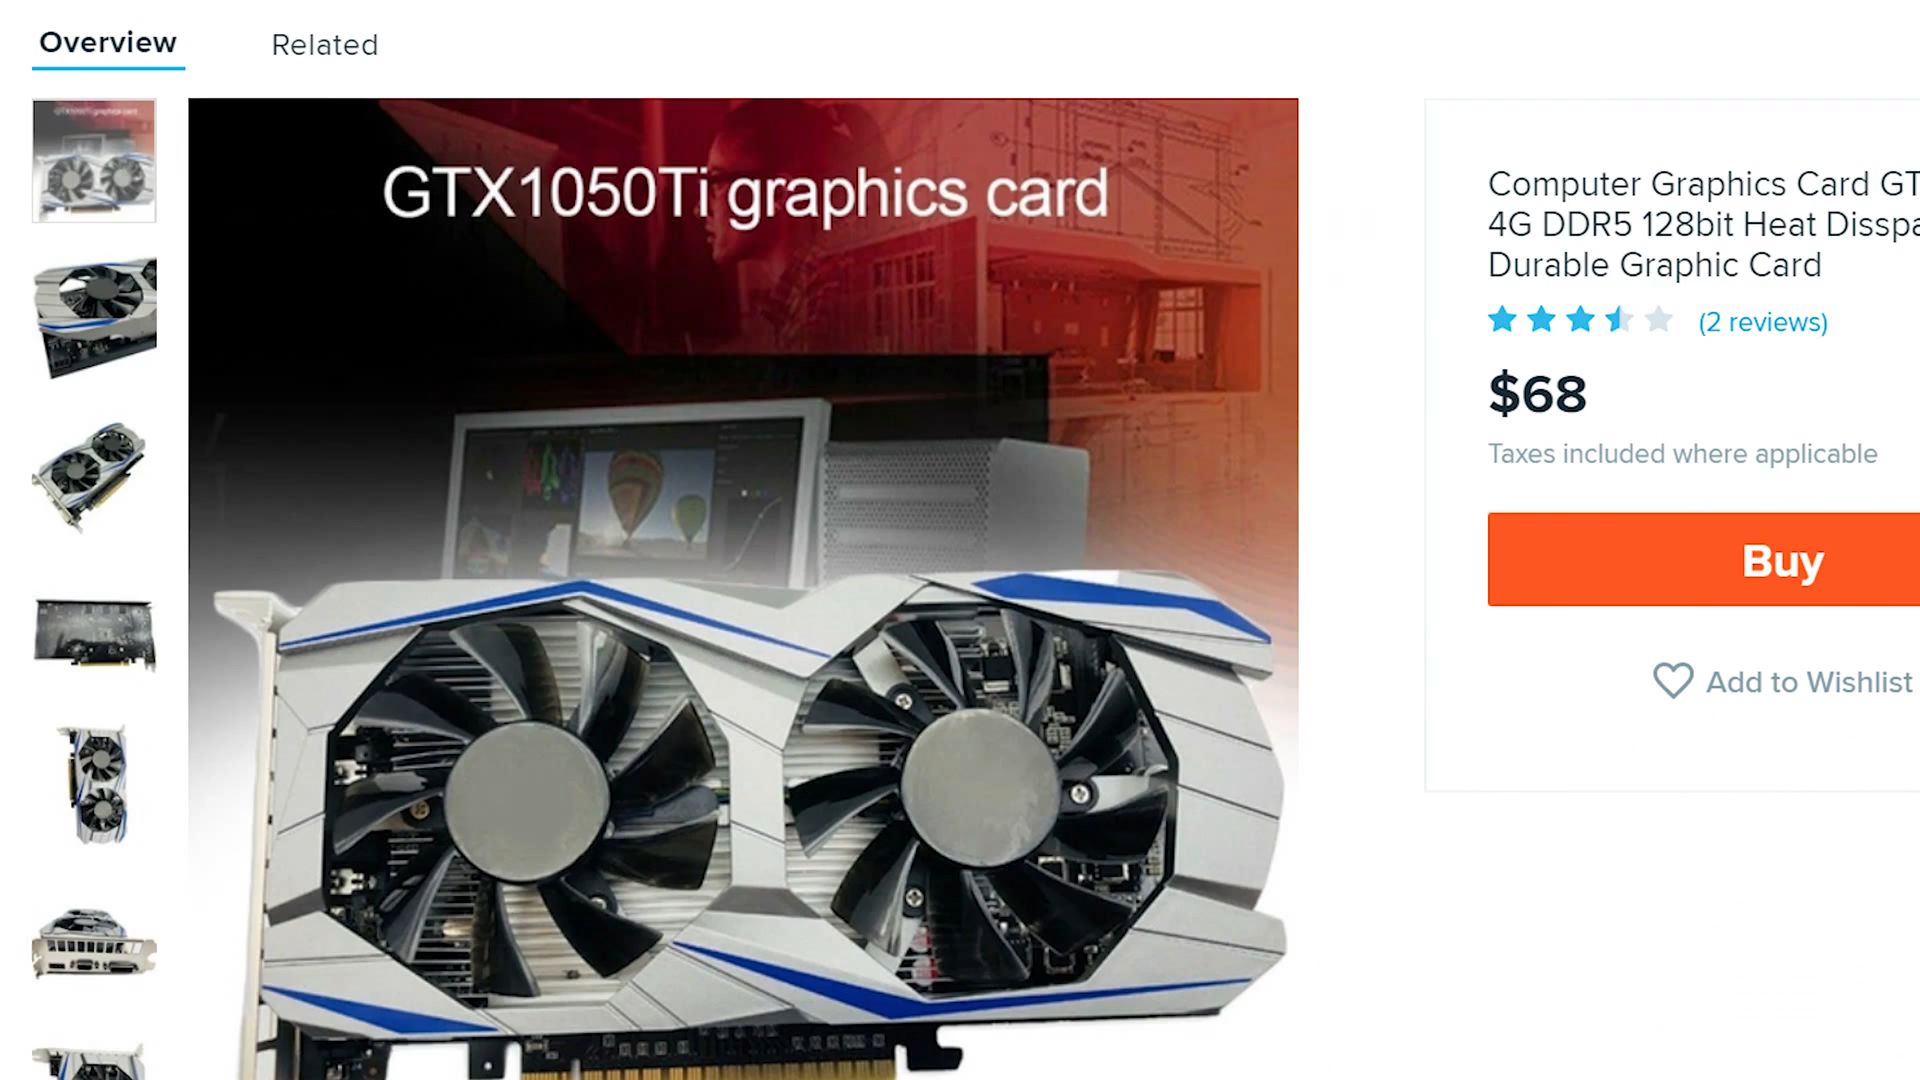 Overview
Related
GTX1050Ti graphics card
Computer Graphics Card GT
4G DDR5 128bit Heat Disspa
Durable Graphic Card
(2 reviews)
$68
Taxes included where applicable
Buy
Add to Wishlist